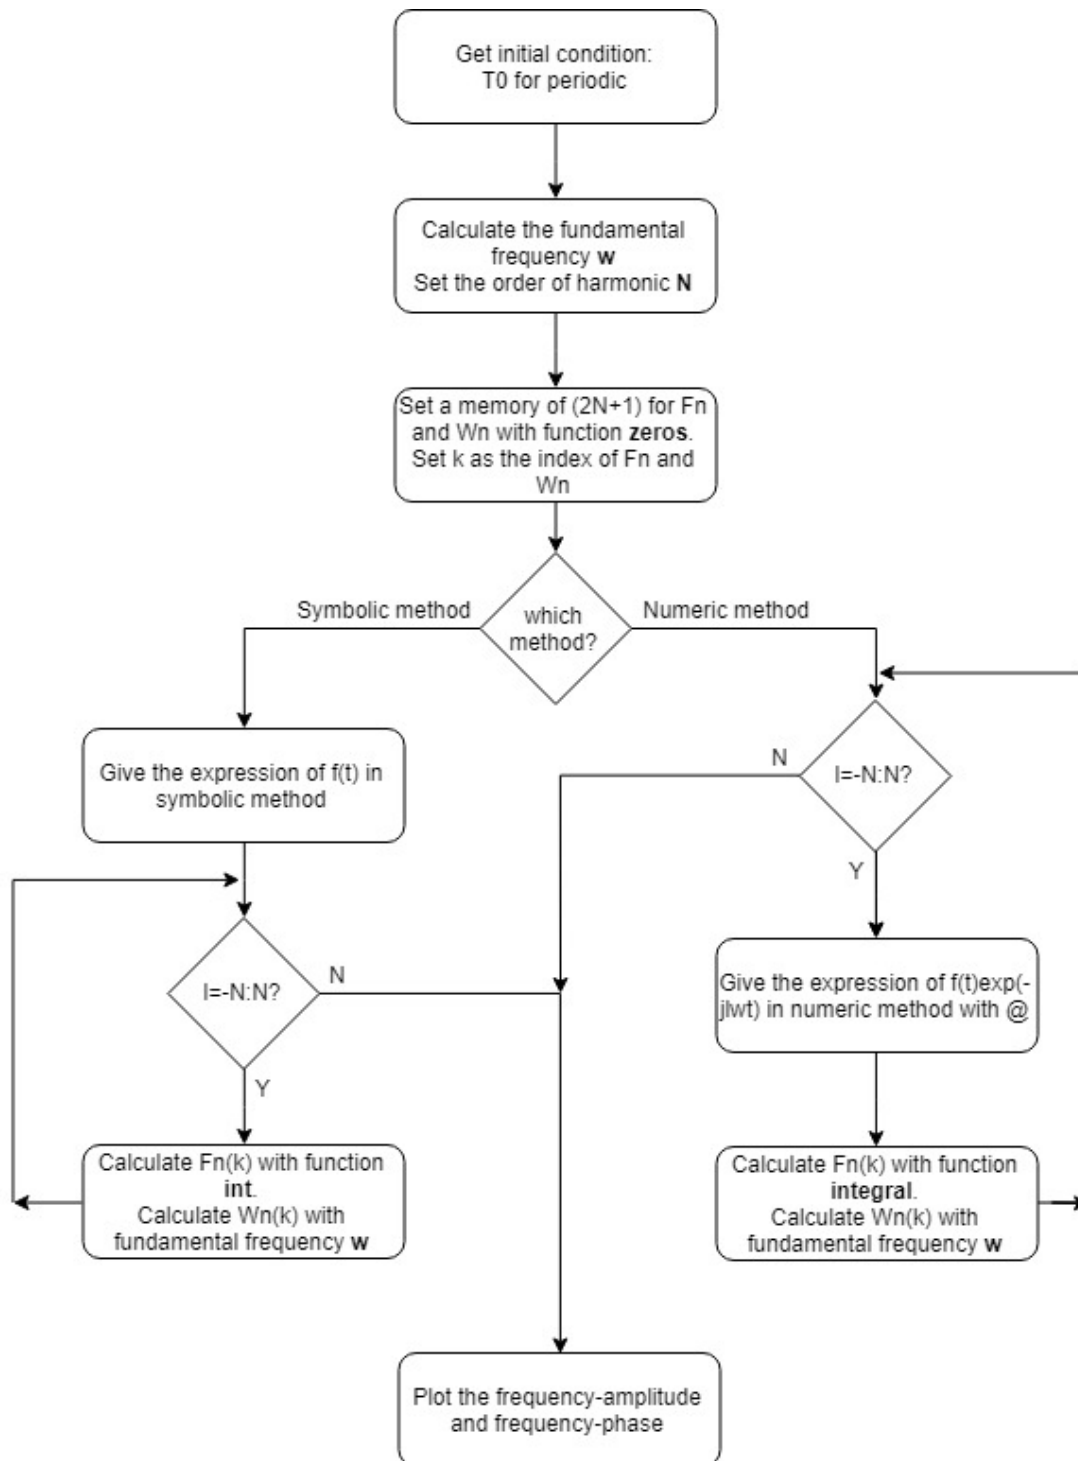 Get initial condition:
T0 for periodic
Calculate the fundamental
frequency w
Set the order of harmonic N
Set a memory of (2N+1) for Fn
and Wn with function zeros.
Set k as the index of Fn and
Wn
Symbolic method
which
method?
Numeric method
Give the expression of f(t) in
symbolic method
N
I=-N:N?
Y
I=-N:N?
N
Y
Give the expression of f(t)exp(-
jlwt) in numeric method with @
Calculate Fn(k) with function
int.
Calculate Wn(k) with
fundamental frequency w
Calculate Fn(k) with function
integral.
Calculate Wn(k) with
fundamental frequency w
Plot the frequency-amplitude
and frequency-phase